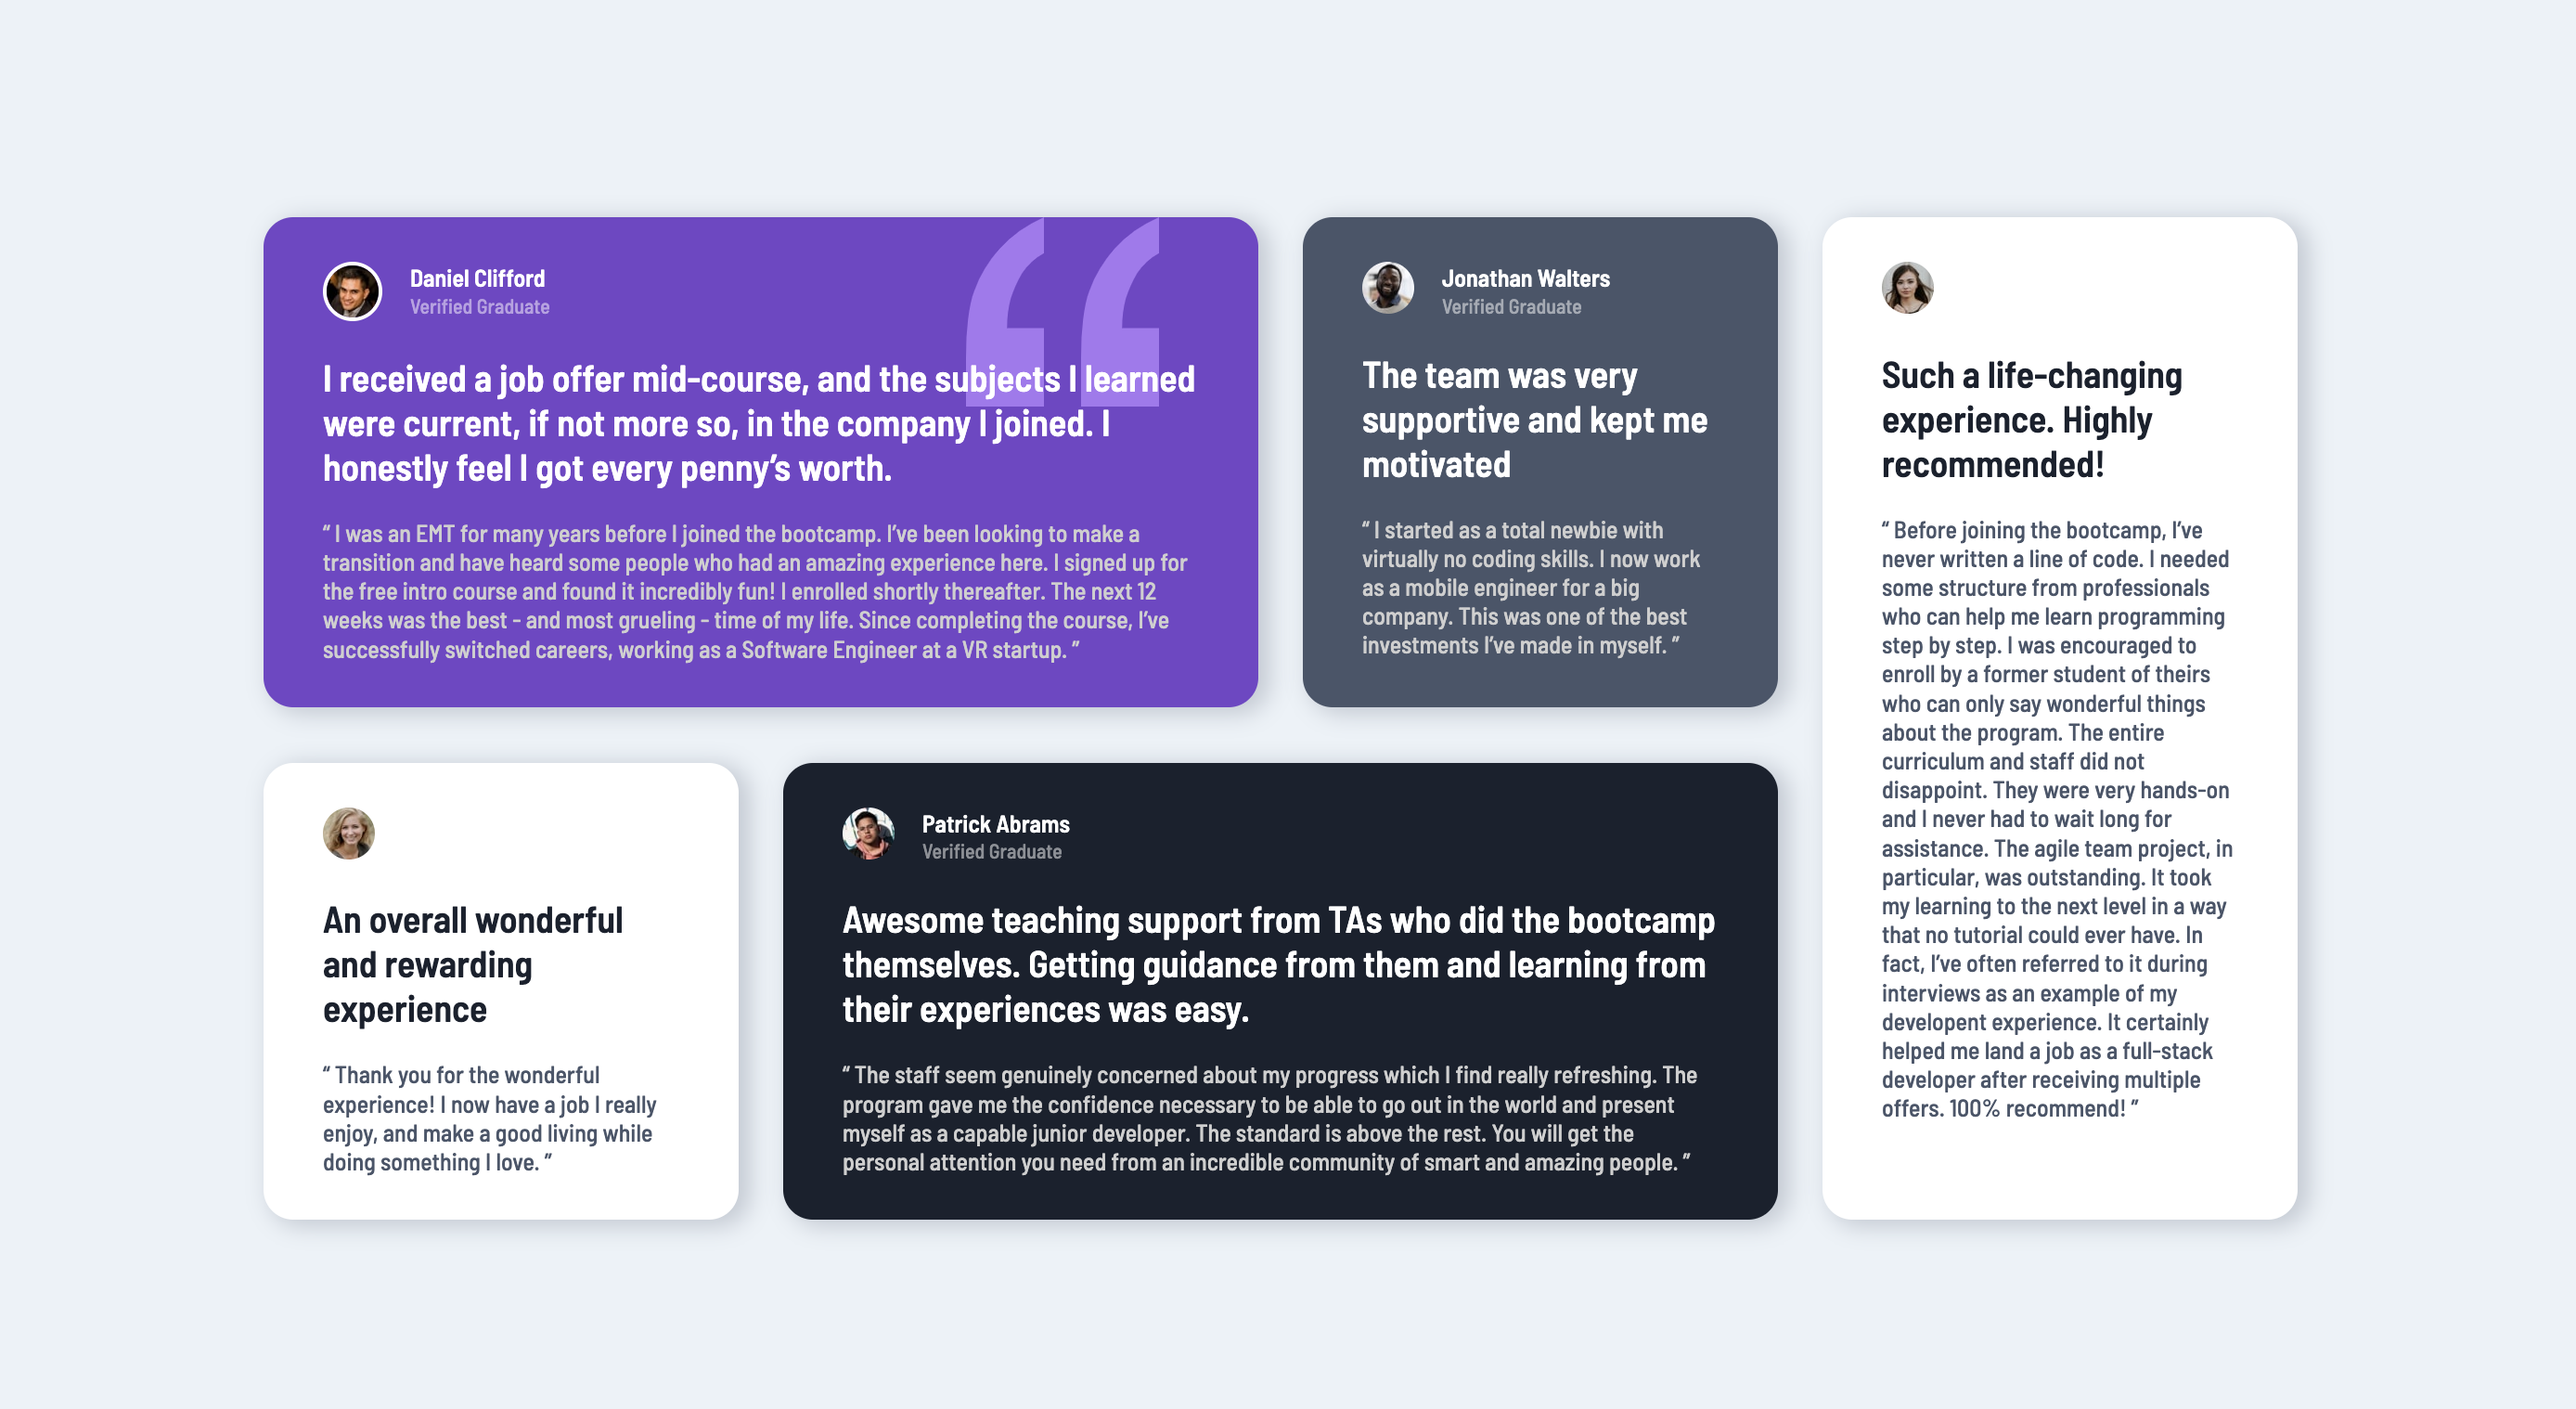 Daniel Clifford
Verified Graduate
I received a job offer mid-course, and the subjects I learned
were current, if not more so, in the company I joined. I
honestly feel I got every penny’s worth.
“ I was an EMT for many years before I joined the bootcamp. I’ve been looking to make a
transition and have heard some people who had an amazing experience here. I signed up for
the free intro course and found it incredibly fun! I enrolled shortly thereafter. The next 12
weeks was the best - and most grueling - time of my life. Since completing the course, I’ve
successfully switched careers, working as a Software Engineer at a VR startup. ”
Jonathan Walters
Verified Graduate
The team was very
supportive and kept me
motivated
“ I started as a total newbie with
virtually no coding skills. I now work
as a mobile engineer for a big
company. This was one of the best
investments I’ve made in myself. ”
Such a life-changing
experience. Highly
recommended!
“ Before joining the bootcamp, I’ve
never written a line of code. I needed
some structure from professionals
who can help me learn programming
step by step. I was encouraged to
enroll by a former student of theirs
who can only say wonderful things
about the program. The entire
curriculum and staff did not
disappoint. They were very hands-on
and I never had to wait long for
assistance. The agile team project, in
particular, was outstanding. It took
my learning to the next level in a way
that no tutorial could ever have. In
fact, I’ve often referred to it during
interviews as an example of my
developent experience. It certainly
helped me land a job as a full-stack
developer after receiving multiple
offers. 100% recommend! ”
An overall wonderful
and rewarding
experience
“ Thank you for the wonderful
experience! I now have a job I really
enjoy, and make a good living while
doing something I love. ”
Patrick Abrams
Verified Graduate
Awesome teaching support from TAs who did the bootcamp
themselves. Getting guidance from them and learning from
their experiences was easy.
“ The staff seem genuinely concerned about my progress which I find really refreshing. The
program gave me the confidence necessary to be able to go out in the world and present
myself as a capable junior developer. The standard is above the rest. You will get the
personal attention you need from an incredible community of smart and amazing people. ”